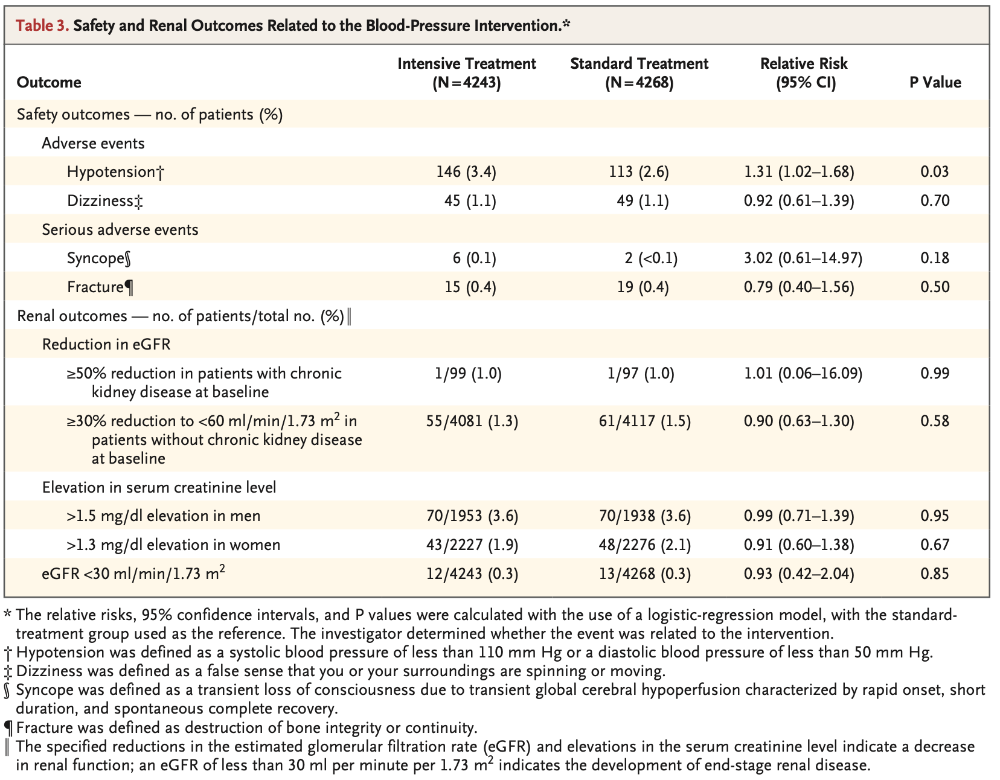 Table 3. Safety and Renal Outcomes Related to the Blood-Pressure Intervention.*
Outcome Intensive Treatment (N=4243) Standard Treatment (N=4268) Relative Risk (95% CI) P Value
Safety outcomes — no. of patients (%)
Adverse events
Hypotension† 146 (3.4) 113 (2.6) 1.31 (1.02–1.68) 0.03
Dizziness‡ 45 (1.1) 49 (1.1) 0.92 (0.61–1.39) 0.70
Serious adverse events
Syncope§ 6 (0.1) 2 (<0.1) 3.02 (0.61–14.97) 0.18
Fracture¶ 15 (0.4) 19 (0.4) 0.79 (0.40–1.56) 0.50
Renal outcomes — no. of patients/total no. (%)‖
Reduction in eGFR
≥50% reduction in patients with chronic 1/99 (1.0) 1/97 (1.0) 1.01 (0.06–16.09) 0.99
kidney disease at baseline
≥30% reduction to <60 ml/min/1.73 m² in 55/4081 (1.3) 61/4117 (1.5) 0.90 (0.63–1.30) 0.58
patients without chronic kidney disease
at baseline
Elevation in serum creatinine level
>1.5 mg/dl elevation in men 70/1953 (3.6) 70/1938 (3.6) 0.99 (0.71–1.39) 0.95
>1.3 mg/dl elevation in women 43/2227 (1.9) 48/2276 (2.1) 0.91 (0.60–1.38) 0.67
eGFR <30 ml/min/1.73 m² 12/4243 (0.3) 13/4268 (0.3) 0.93 (0.42–2.04) 0.85
* The relative risks, 95% confidence intervals, and P values were calculated with the use of a logistic-regression model, with the standard-
treatment group used as the reference. The investigator determined whether the event was related to the intervention.
† Hypotension was defined as a systolic blood pressure of less than 110 mm Hg or a diastolic blood pressure of less than 50 mm Hg.
‡ Dizziness was defined as a false sense that you or your surroundings are spinning or moving.
§ Syncope was defined as a transient loss of consciousness due to transient global cerebral hypoperfusion characterized by rapid onset, short
duration, and spontaneous complete recovery.
¶ Fracture was defined as destruction of bone integrity or continuity.
‖ The specified reductions in the estimated glomerular filtration rate (eGFR) and elevations in the serum creatinine level indicate a decrease
in renal function; an eGFR of less than 30 ml per minute per 1.73 m² indicates the development of end-stage renal disease.